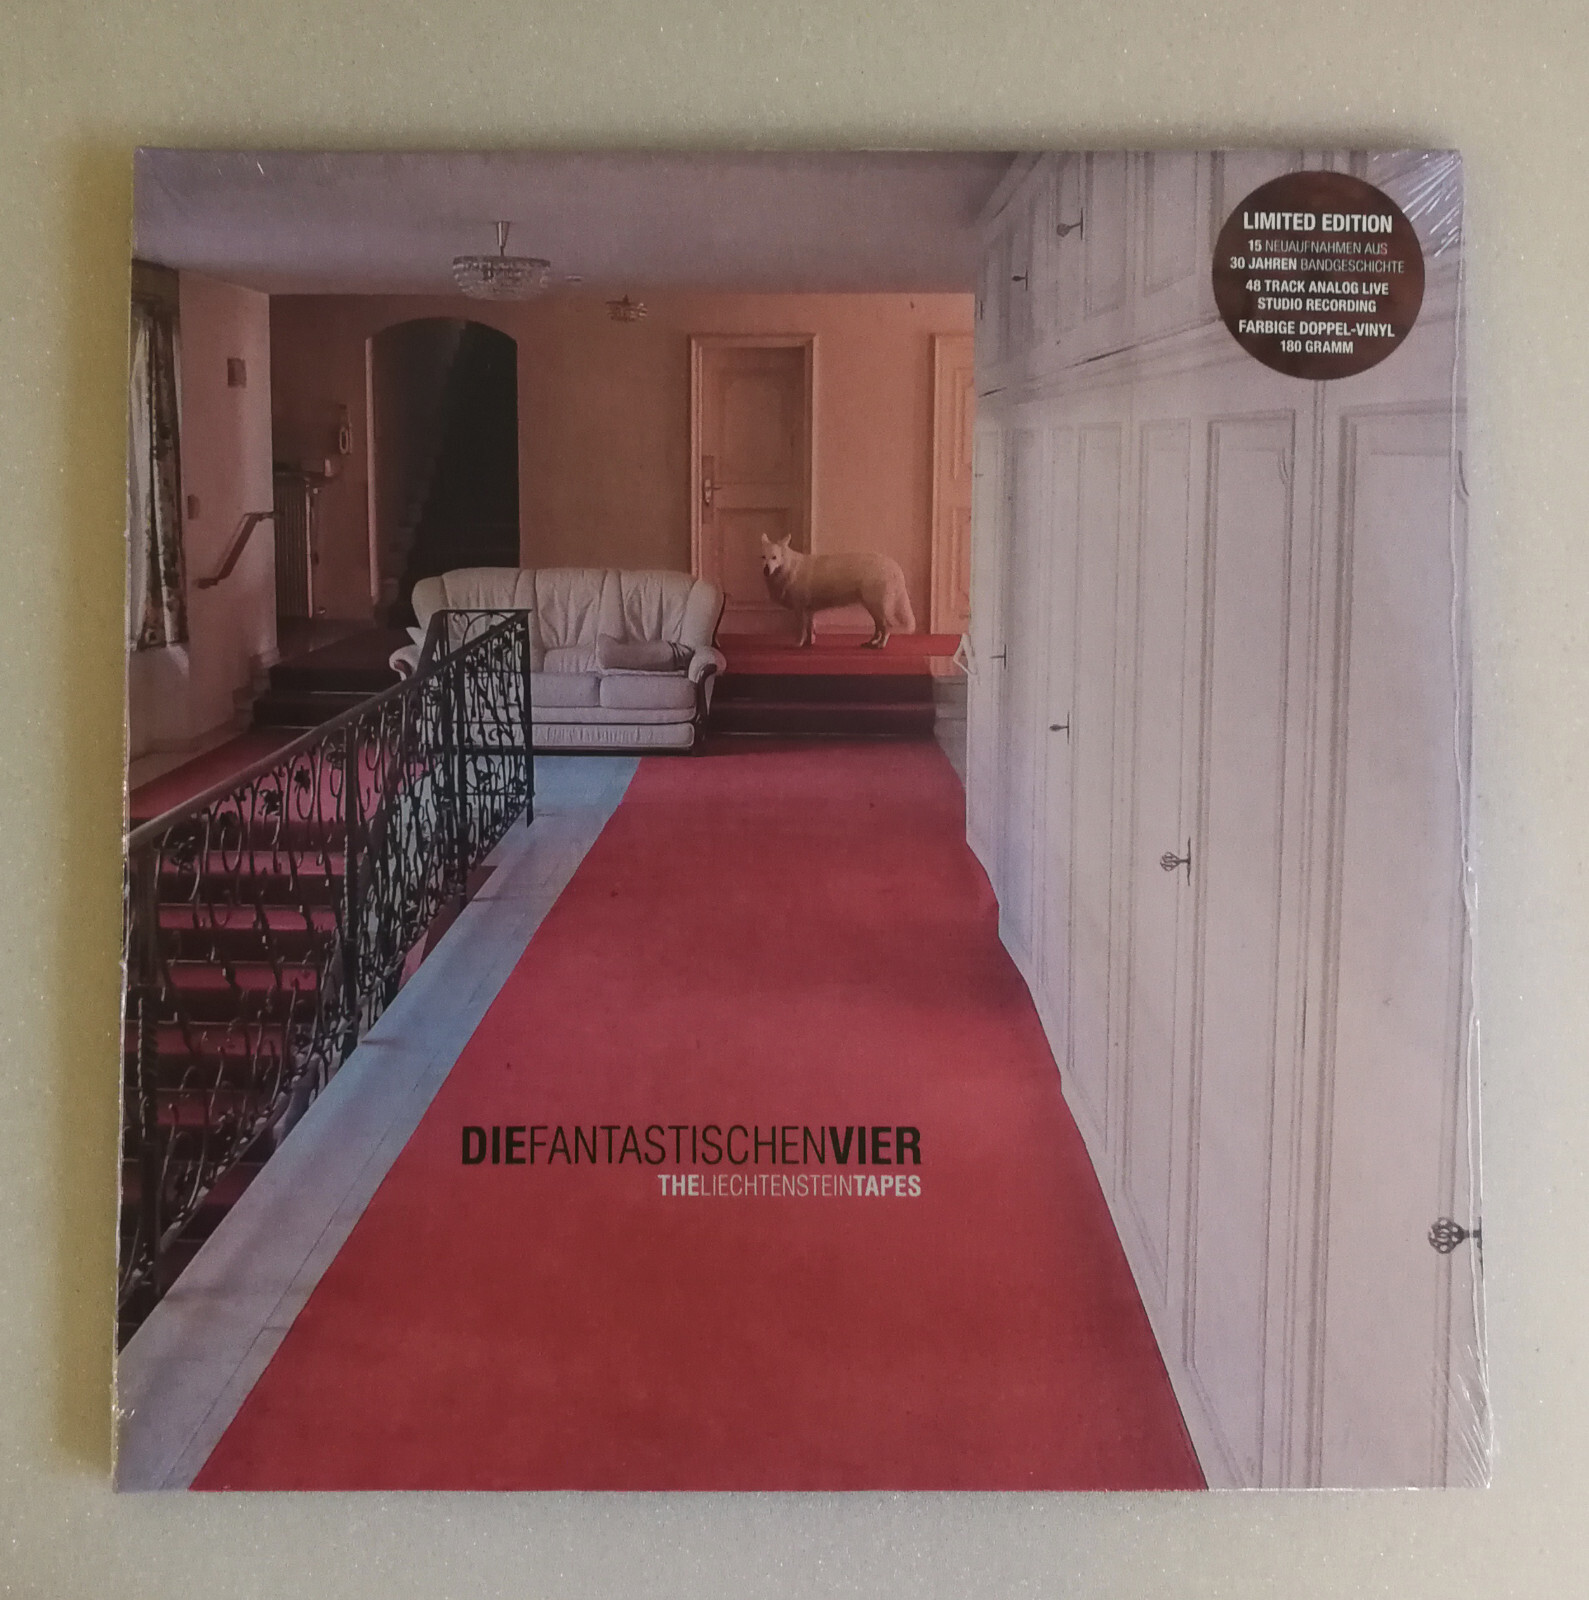 LIMITED EDITION
15 NEUAUFNAHMEN AUS
30 JAHREN BANDGESCHICHTE
48 TRACK ANALOG LIVE
STUDIO RECORDING
FARBIGE DOPPEL-VINYL
180 GRAMM
DIEFANTASTISCHENVIER
THELIECHTENSTEINTAPES